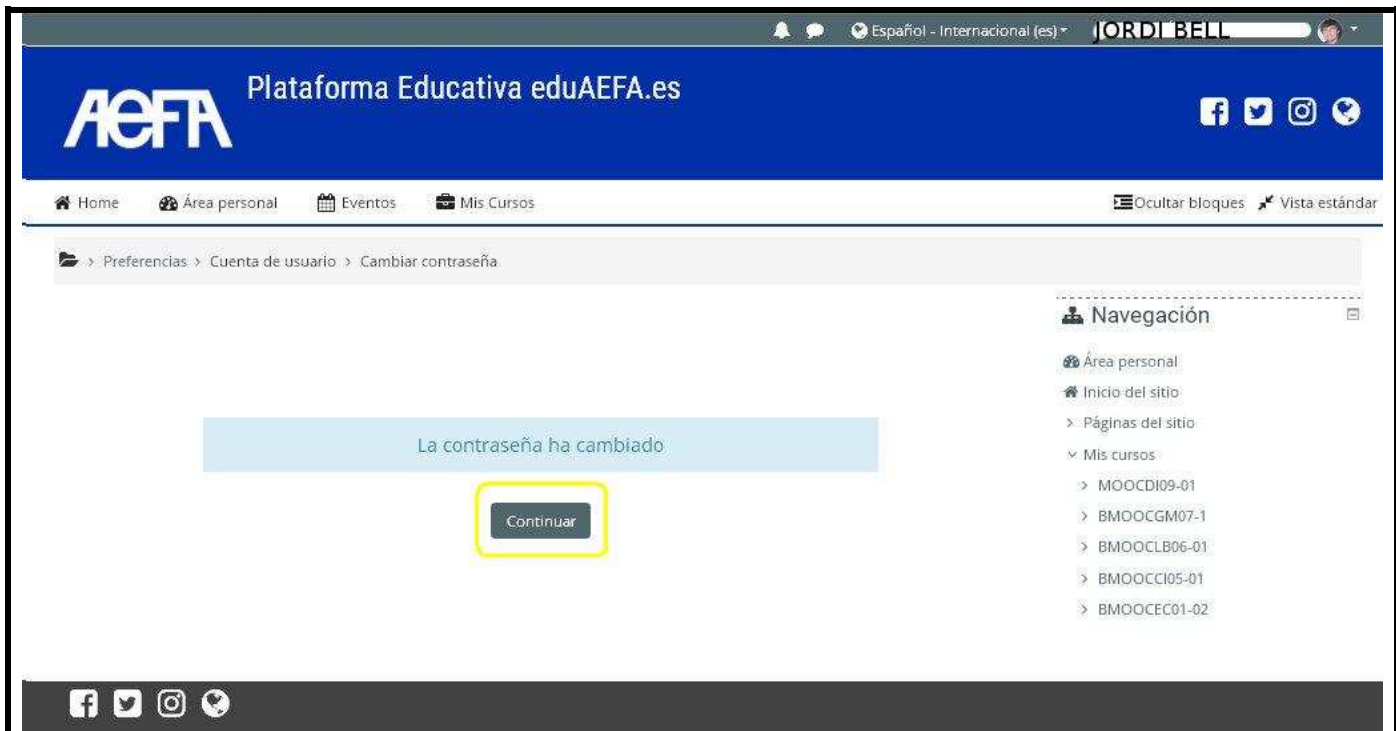 Español - Internacional (es) JORDI BELL
AEFA Plataforma Educativa eduAEFA.es
Home Área personal Eventos Mis Cursos Ocultar bloques Vista estándar
> Preferencias > Cuenta de usuario > Cambiar contraseña
Navegación
Área personal
Inicio del sitio
> Páginas del sitio
La contraseña ha cambiado
Mis cursos
> MOOCDI09-01
> BMOOCGM07-1
Continuar
> BMOOCLB06-01
> BMOOCCI05-01
> BMOOCEC01-02